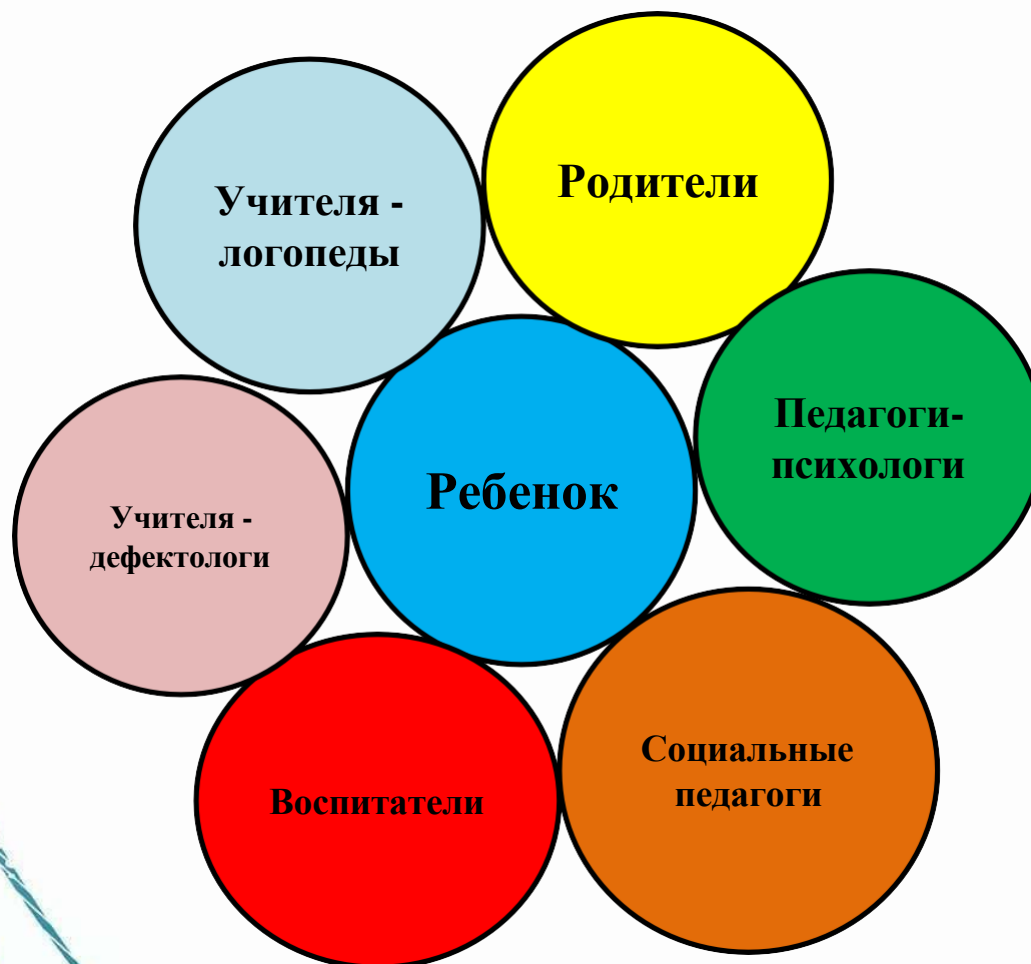 Родители
Учителя -
логопеды
Педагоги-
психологи
Ребенок
Учителя -
дефектологи
Социальные
педагоги
Воспитатели